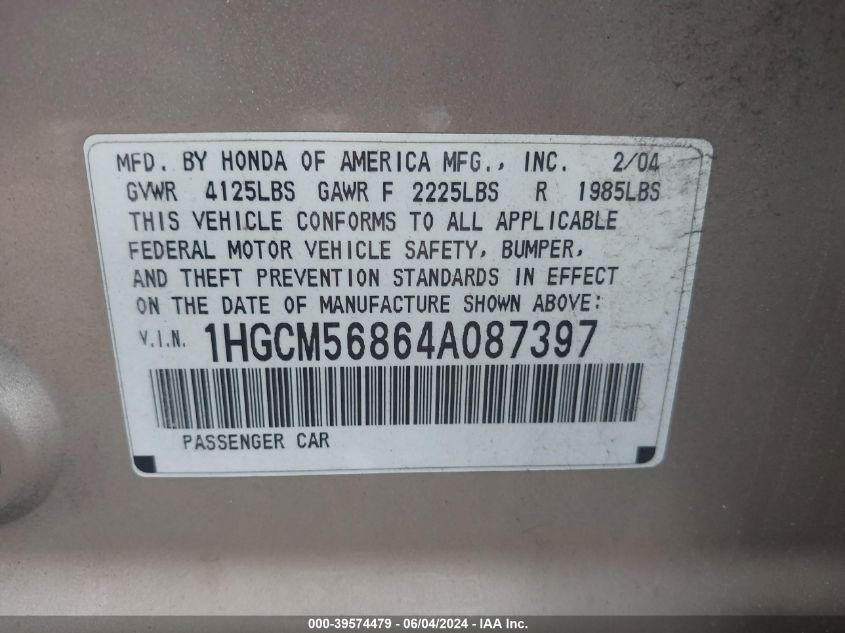 MFD. BY HONDA OF AMERICA MFG., INC. 2/04
GVWR 4125LBS GAWR F 2225LBS R 1985LBS
THIS VEHICLE CONFORMS TO ALL APPLICABLE
FEDERAL MOTOR VEHICLE SAFETY, BUMPER,
AND THEFT PREVENTION STANDARDS IN EFFECT
ON THE DATE OF MANUFACTURE SHOWN ABOVE:
V.I.N. 1HGCM56864A087397
PASSENGER CAR
000-39574479 - 06/04/2024 - IAA Inc.